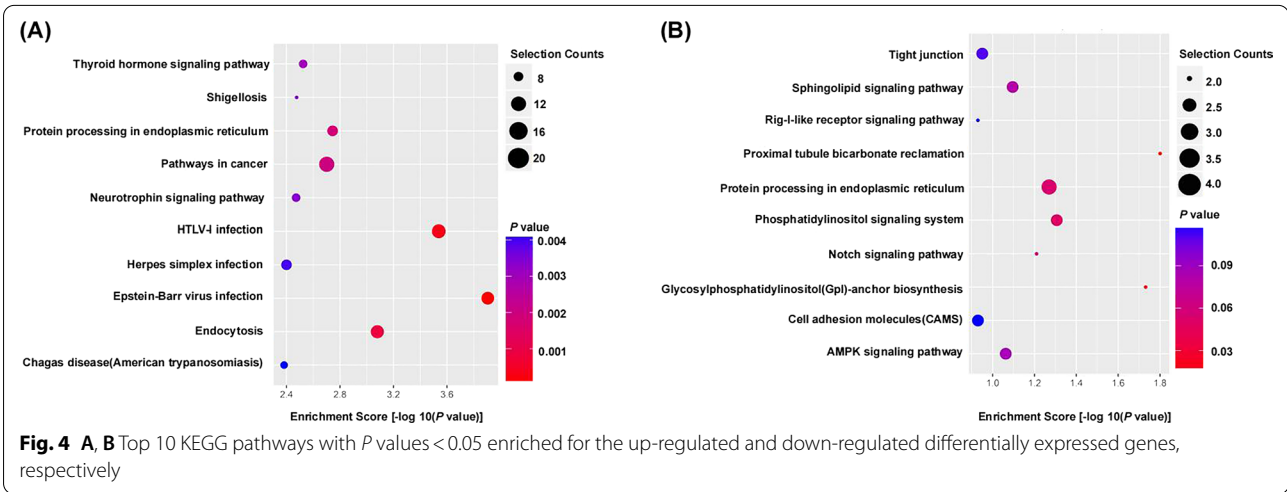 (A)
Thyroid hormone signaling pathway
Shigellosis
Protein processing in endoplasmic reticulum
Pathways in cancer
Neurotrophin signaling pathway
HTLV-I infection
Herpes simplex infection
Epstein-Barr virus infection
Endocytosis
Chagas disease(American trypanosomiasis)
2.4 2.8 3.2 3.6
Enrichment Score [-log 10(P value)]
Selection Counts
8
12
16
20
P value
0.004
0.003
0.002
0.001
(B)
Tight junction
Sphingolipid signaling pathway
Rig-I-like receptor signaling pathway
Proximal tubule bicarbonate reclamation
Protein processing in endoplasmic reticulum
Phosphatidylinositol signaling system
Notch signaling pathway
Glycosylphosphatidylinositol(Gpl)-anchor biosynthesis
Cell adhesion molecules(CAMS)
AMPK signaling pathway
1.0 1.2 1.4 1.6 1.8
Enrichment Score [-log 10(P value)]
Selection Counts
2.0
2.5
3.0
3.5
4.0
P value
0.09
0.06
0.03
Fig. 4 A, B Top 10 KEGG pathways with P values < 0.05 enriched for the up-regulated and down-regulated differentially expressed genes,
respectively